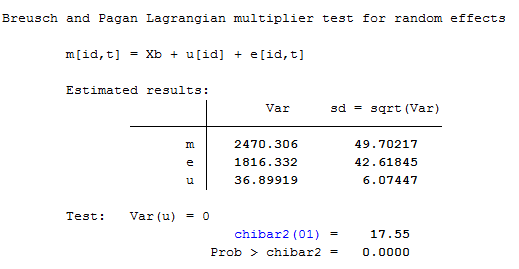 Breusch and Pagan Lagrangian multiplier test for random effects
m[id,t] = Xb + u[id] + e[id,t]
Estimated results:
Var sd = sqrt(Var)
m 2470.306 49.70217
e 1816.332 42.61845
u 36.89919 6.07447
Test: Var(u) = 0
chibar2(01) = 17.55
Prob > chibar2 = 0.0000